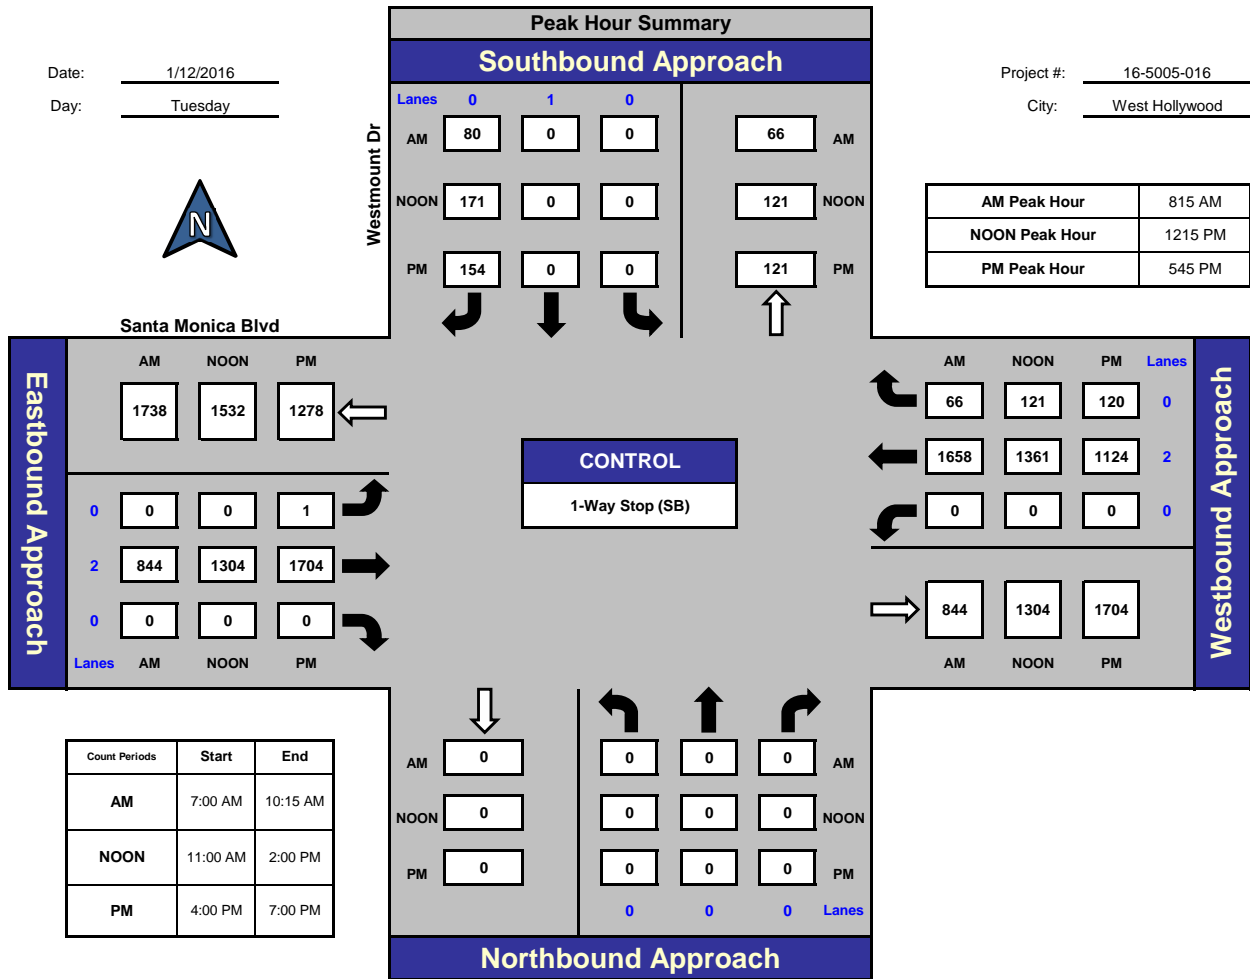 Peak Hour Summary
Southbound Approach
Date: 1/12/2016
Day: Tuesday
Project #: 16-5005-016
City: West Hollywood
Westmount Dr
Lanes 0 1 0
AM 80 0 0 66 AM
NOON 171 0 0 121 NOON
PM 154 0 0 121 PM
N
AM Peak Hour 815 AM
NOON Peak Hour 1215 PM
PM Peak Hour 545 PM
Santa Monica Blvd
Eastbound Approach
AM NOON PM
1738 1532 1278
0 0 0 1
2 844 1304 1704
0 0 0 0
Lanes AM NOON PM
CONTROL
1-Way Stop (SB)
AM NOON PM Lanes
66 121 120 0
1658 1361 1124 2
0 0 0 0
844 1304 1704
AM NOON PM
Westbound Approach
Count Periods Start End
AM 7:00 AM 10:15 AM
NOON 11:00 AM 2:00 PM
PM 4:00 PM 7:00 PM
AM 0 0 0 0 AM
NOON 0 0 0 0 NOON
PM 0 0 0 0 PM
0 0 0 Lanes
Northbound Approach